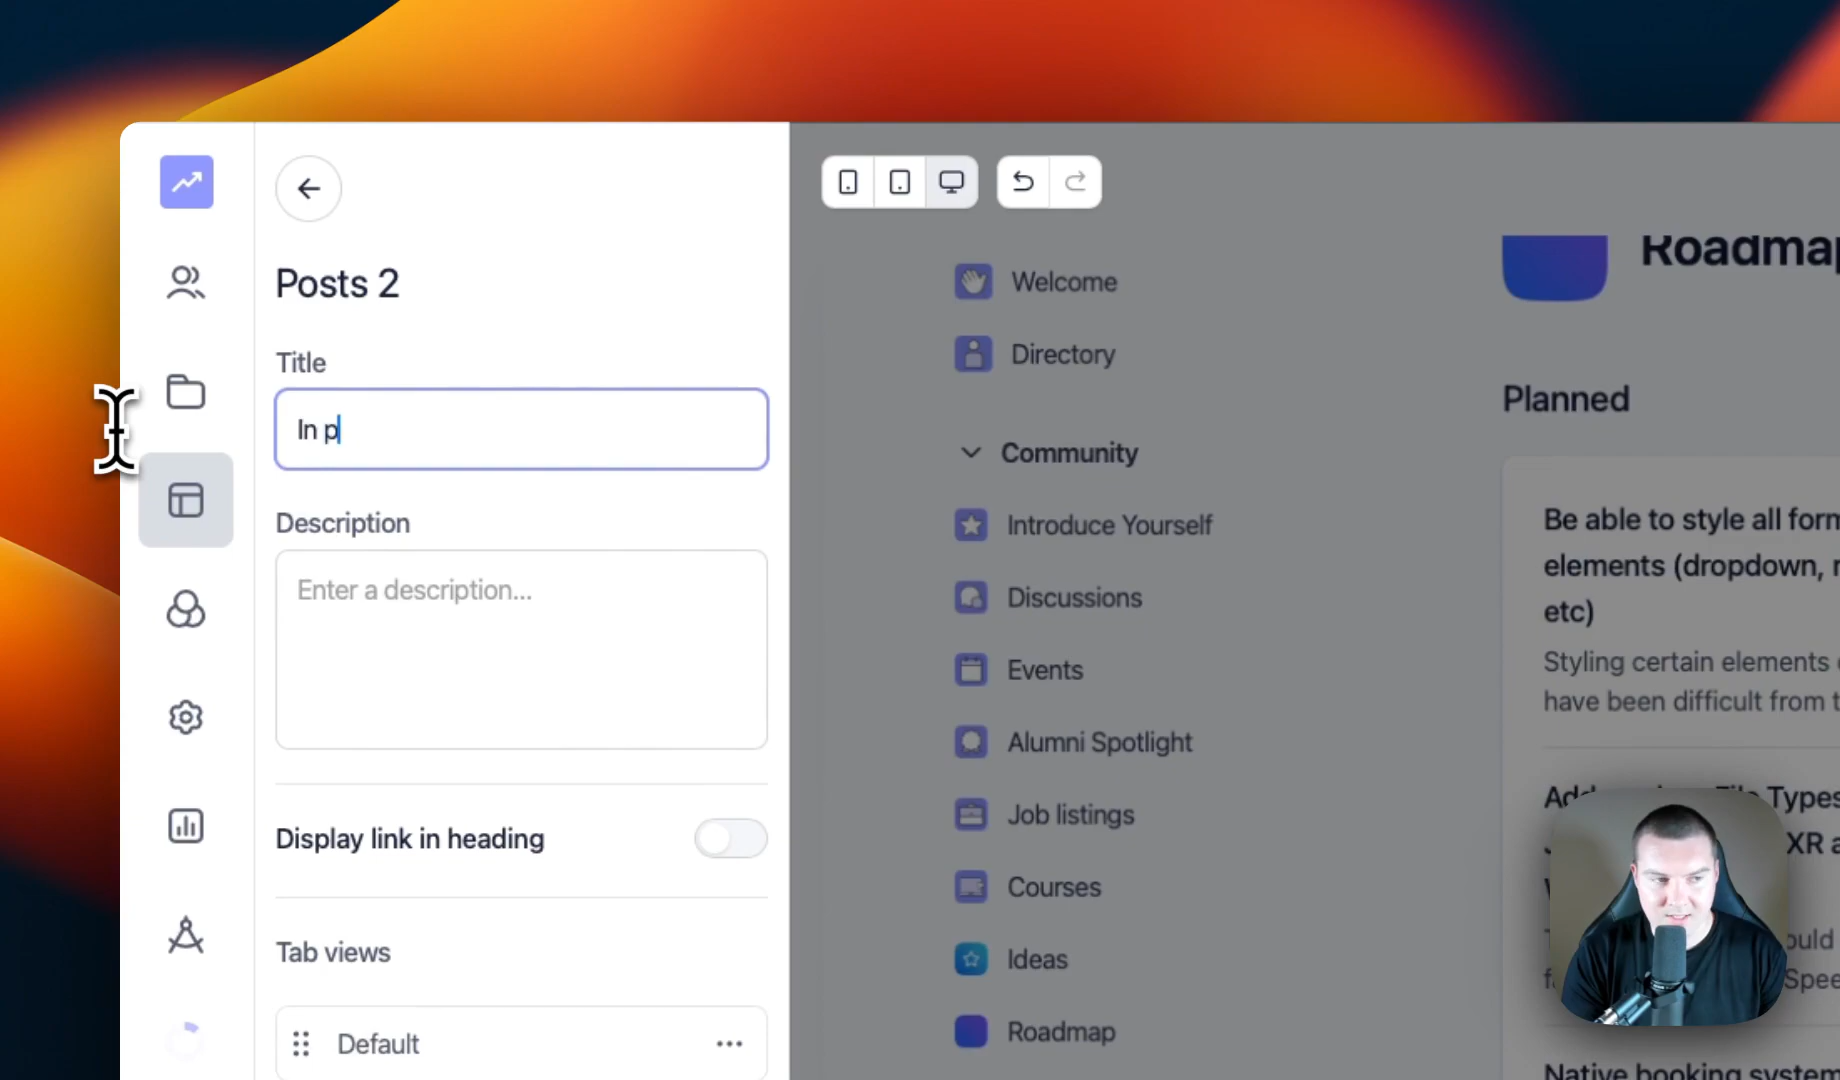 Posts 2
Title
In p
Description
Enter a description...
Display link in heading
Tab views
Default
Welcome
Directory
Community
Introduce Yourself
Discussions
Events
Alumni Spotlight
Job listings
Courses
Ideas
Roadmap
Roadmap
Planned
Be able to style all form
elements (dropdown,
etc)
Styling certain elements
have been difficult from
Types
XR
Native booking system